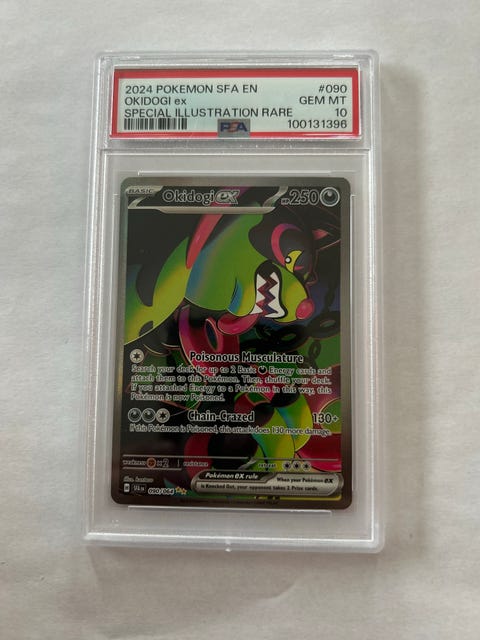 2024 POKEMON SFA EN #090
OKIDOGI ex GEM MT
SPECIAL ILLUSTRATION RARE 10
PSA 100131396
BASIC Okidogi ex HP 250
Poisonous Musculature
Search your deck for up to 2 Basic Energy cards and
attach them to this Pokémon. Then, shuffle your deck.
If you attached Energy to a Pokémon in this way, this
Pokémon is now Poisoned.
Chain-Crazed 130+
If this Pokémon is Poisoned, this attack does 130 more damage.
weakness ×2 resistance retreat
Pokémon ex rule When your Pokémon ex
is Knocked Out, your opponent takes 2 Prize cards.
SFA EN 090/064